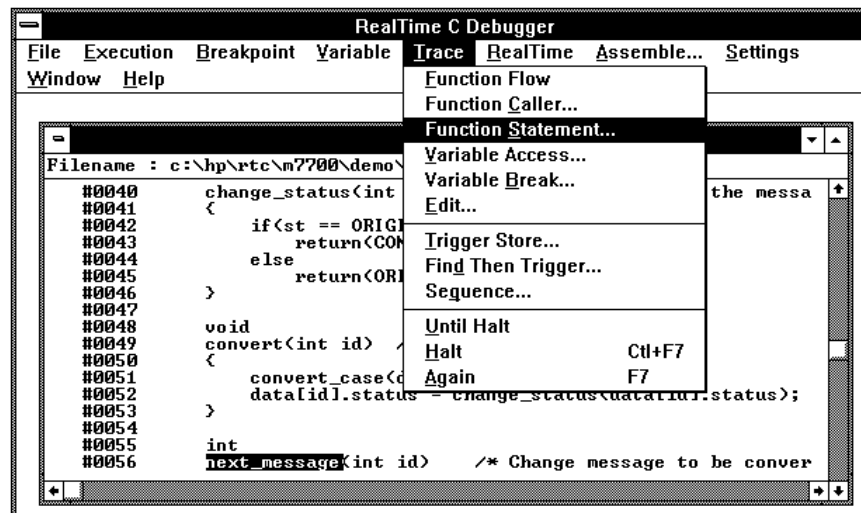 RealTime C Debugger
File Execution Breakpoint Variable Trace RealTime Assemble... Settings
Window Help
Function Flow
Function Caller...
Function Statement...
Variable Access...
Variable Break...
Edit...
Trigger Store...
Find Then Trigger...
Sequence...
Until Halt
Halt Ctl+F7
Again F7
Filename : c:\hp\rtc\m7700\demo\
#0040 change_status(int the messa
#0041 {
#0042 if(st == ORIGI
#0043 return(CON
#0044 else
#0045 return(ORI
#0046 }
#0047
#0048 void
#0049 convert(int id) /
#0050 {
#0051 convert_case(d
#0052 data[id].status = change_status(data[id].status);
#0053 }
#0054
#0055 int
#0056 next_message(int id) /* Change message to be conver